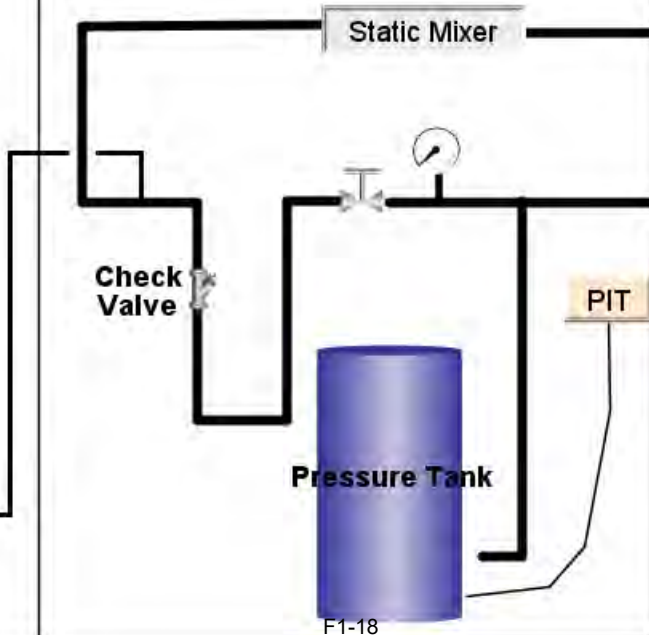 Static Mixer
Check
Valve
PIT
Pressure Tank
F1-18